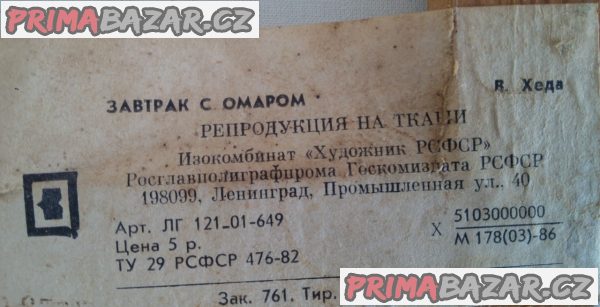 PRIMABAZAR.CZ
ЗАВТРАК С ОМАРОМ
В. Хеда
РЕПРОДУКЦИЯ НА ТКАНИ
Изокомбинат «Художник РСФСР»
Росглавполиграфпрома Госкомиздата РСФСР
198099, Ленинград, Промышленная ул., 40
Арт. ЛГ 121-01-649
Цена 5 р.
ТУ 29 РСФСР 476-82
Х 5103000000
М 178(03)-86
Зак. 761. Тир.
PRIMABAZAR.CZ